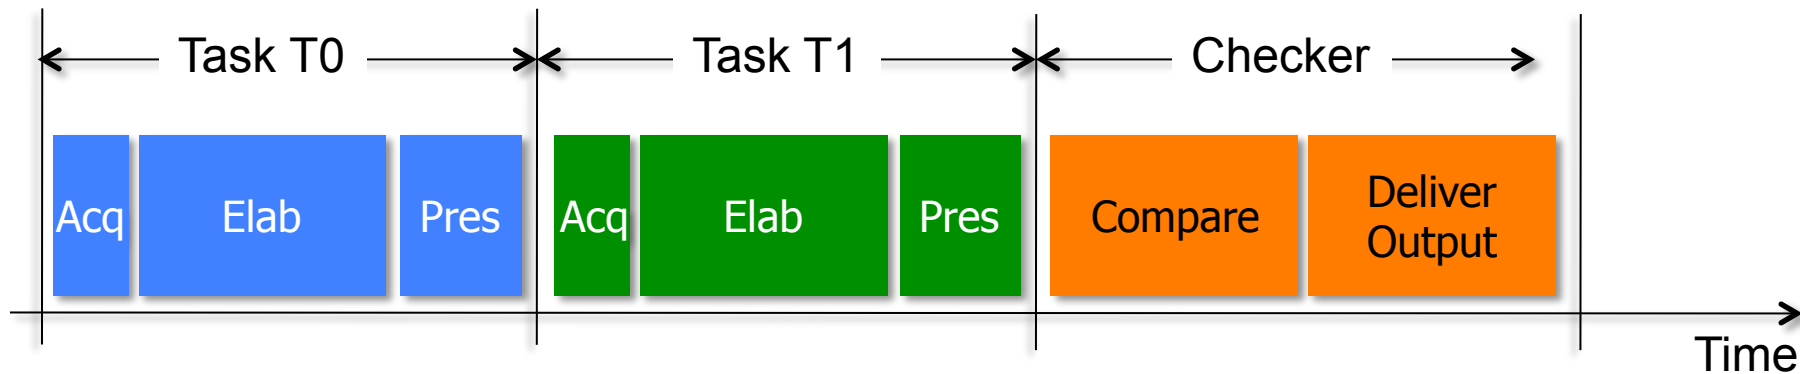 Task T0
Task T1
Checker
Acq
Elab
Pres
Acq
Elab
Pres
Compare
Deliver
Output
Time